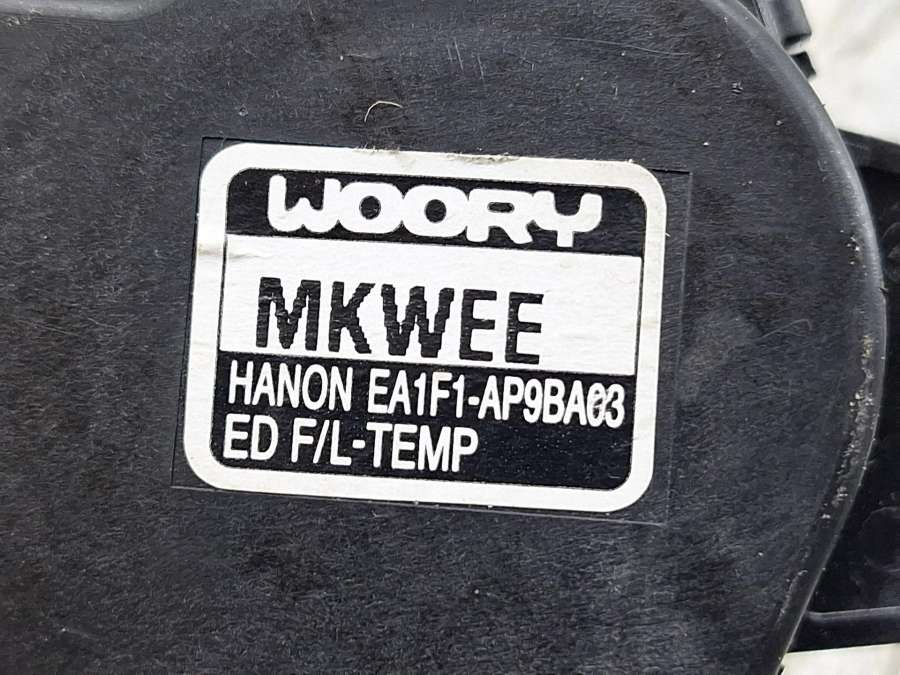 WOORY
MKWEE
HANON EA1F1-AP9BA03
ED F/L-TEMP